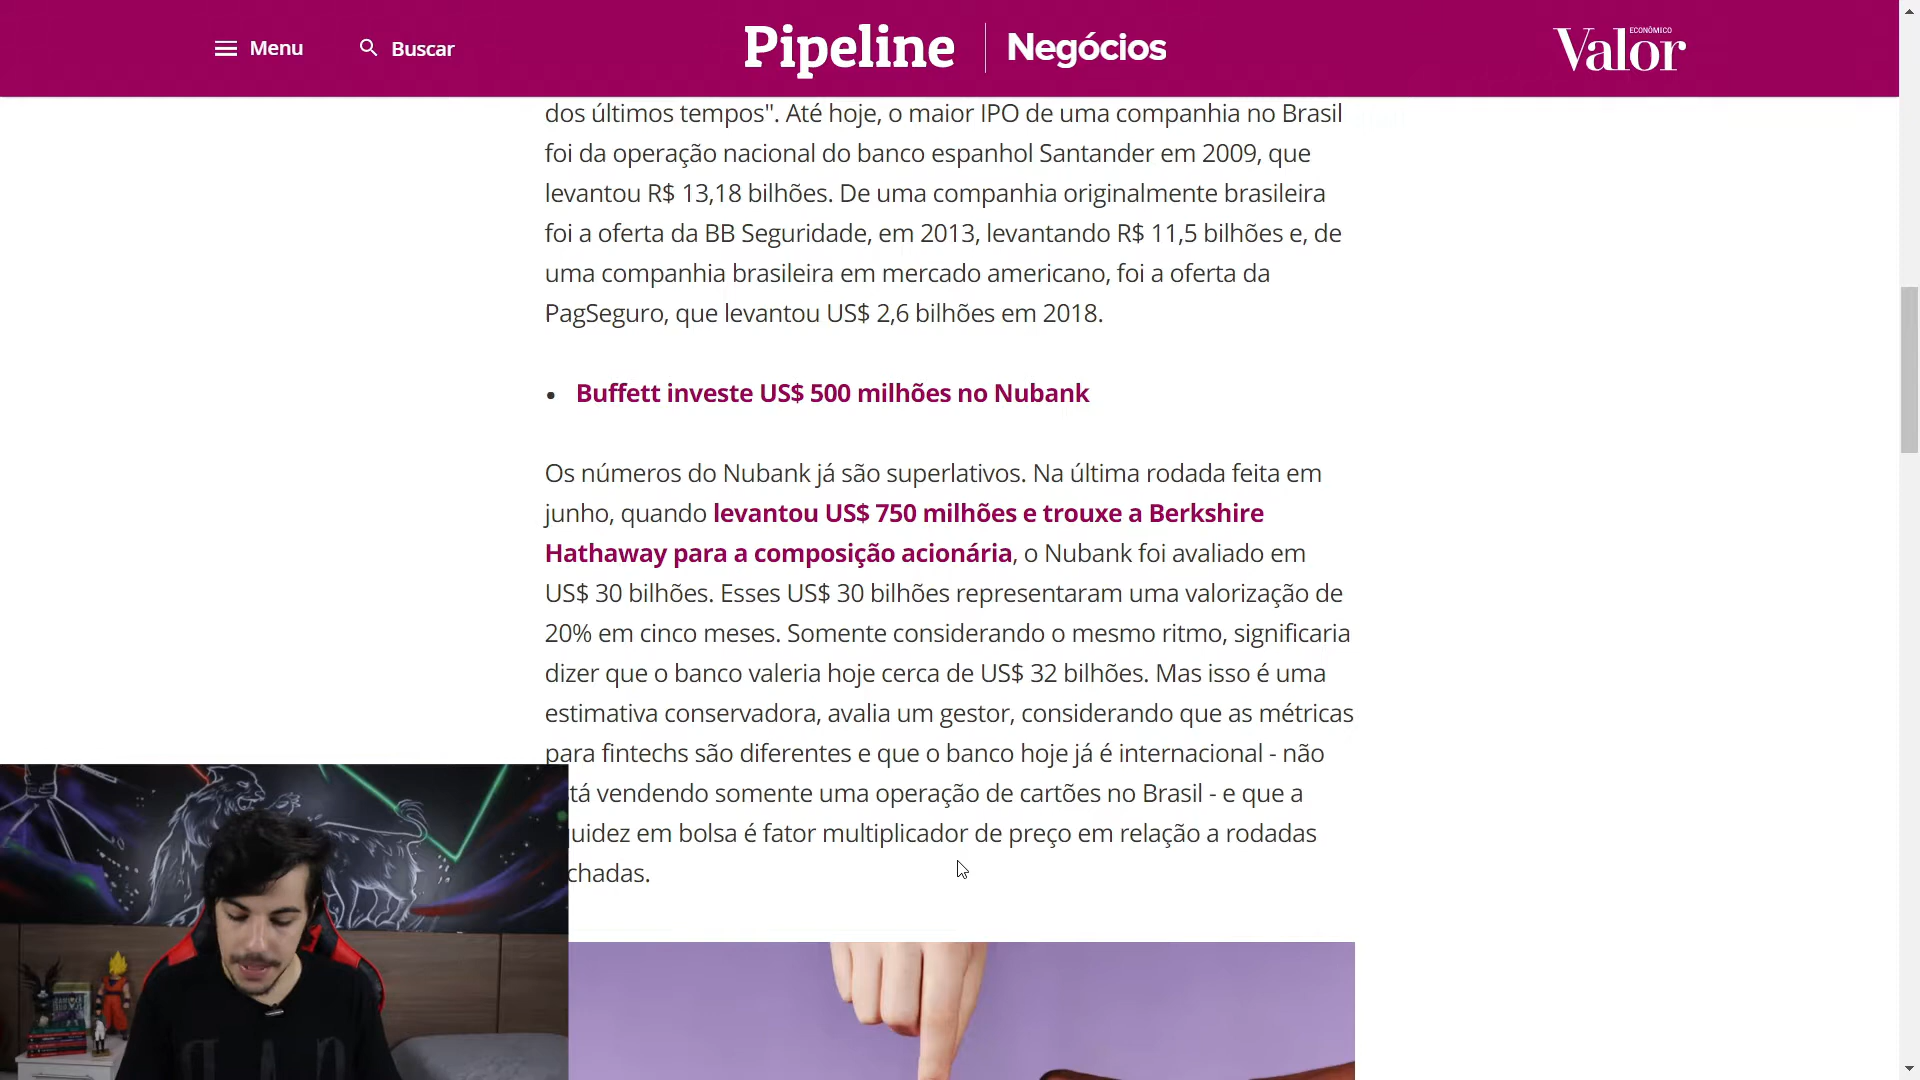 Menu
Buscar
Pipeline
Negócios
ECONÔMICO
Valor
dos últimos tempos". Até hoje, o maior IPO de uma companhia no Brasil
foi da operação nacional do banco espanhol Santander em 2009, que
levantou R$ 13,18 bilhões. De uma companhia originalmente brasileira
foi a oferta da BB Seguridade, em 2013, levantando R$ 11,5 bilhões e, de
uma companhia brasileira em mercado americano, foi a oferta da
PagSeguro, que levantou US$ 2,6 bilhões em 2018.
• Buffett investe US$ 500 milhões no Nubank
Os números do Nubank já são superlativos. Na última rodada feita em
junho, quando levantou US$ 750 milhões e trouxe a Berkshire
Hathaway para a composição acionária, o Nubank foi avaliado em
US$ 30 bilhões. Esses US$ 30 bilhões representaram uma valorização de
20% em cinco meses. Somente considerando o mesmo ritmo, significaria
dizer que o banco valeria hoje cerca de US$ 32 bilhões. Mas isso é uma
estimativa conservadora, avalia um gestor, considerando que as métricas
para fintechs são diferentes e que o banco hoje já é internacional - não
tá vendendo somente uma operação de cartões no Brasil - e que a
uidez em bolsa é fator multiplicador de preço em relação a rodadas
chadas.